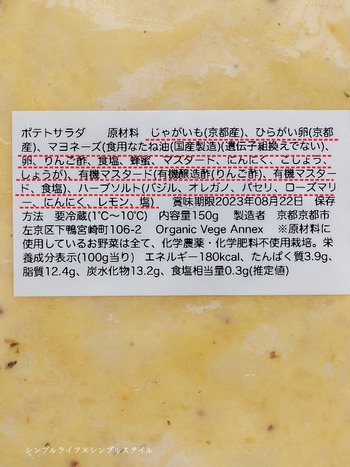 ポテトサラダ　原材料　じゃがいも(京都産)、ひらがい卵(京都
産)、マヨネーズ(食用なたね油(国産製造)(遺伝子組換えでない)、
卵、りんご酢、食塩、蜂蜜、マスタード、にんにく、こしょう、
しょうが)、有機マスタード(有機醸造酢(りんご酢)、有機マスター
ド、食塩)、ハーブソルト(バジル、オレガノ、パセリ、ローズマリ
ー、にんにく、レモン、塩)　賞味期限2023年08月22日　保存
方法　要冷蔵(1℃〜10℃)　内容量150g　製造者　京都京都市
左京区下鴨宮崎町106-2　Organic Vege Annex　※原材料に
使用しているお野菜は全て、化学農薬・化学肥料不使用栽培。栄
養成分表示(100g当り)　エネルギー180kcal、たんぱく質3.9g、
脂質12.4g、炭水化物13.2g、食塩相当量0.3g(推定値)
シンプルライフ×シンプルスタイル